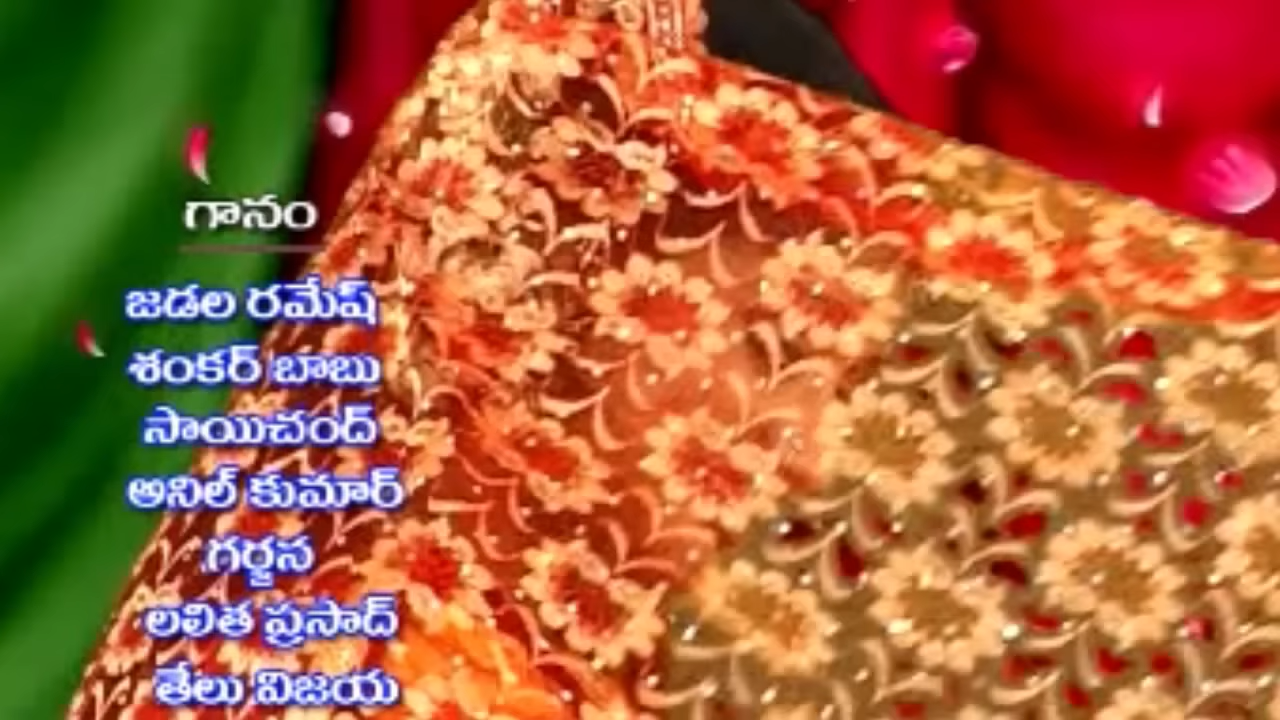 గానం
జడల రమేష్
శంకర్ బాబు
సాయిచంద్
అనిల్ కుమార్
గర్జన
లలిత ప్రసాద్
తేలు విజయ